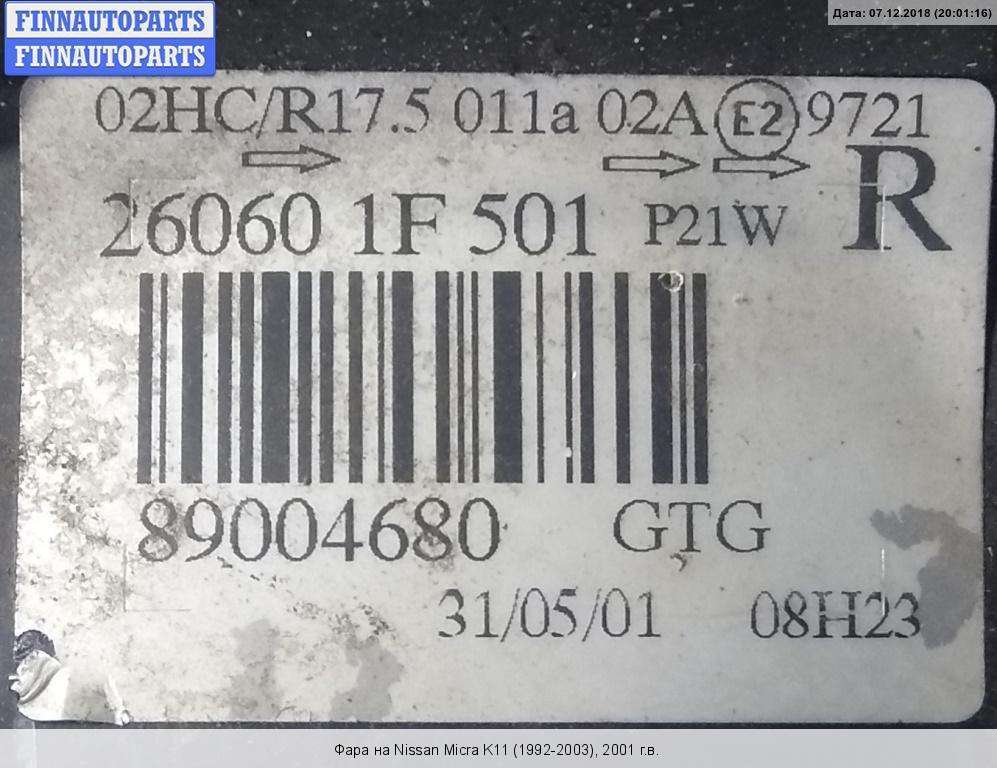 FINNAUTOPARTS
FINNAUTOPARTS
Дата: 07.12.2018 (20:01:16)
02HC/R17.5 011a 02A E2 9721
26060 1F 501 P21W R
89004680 GTG
31/05/01 08H23
Фара на Nissan Micra K11 (1992-2003), 2001 г.в.